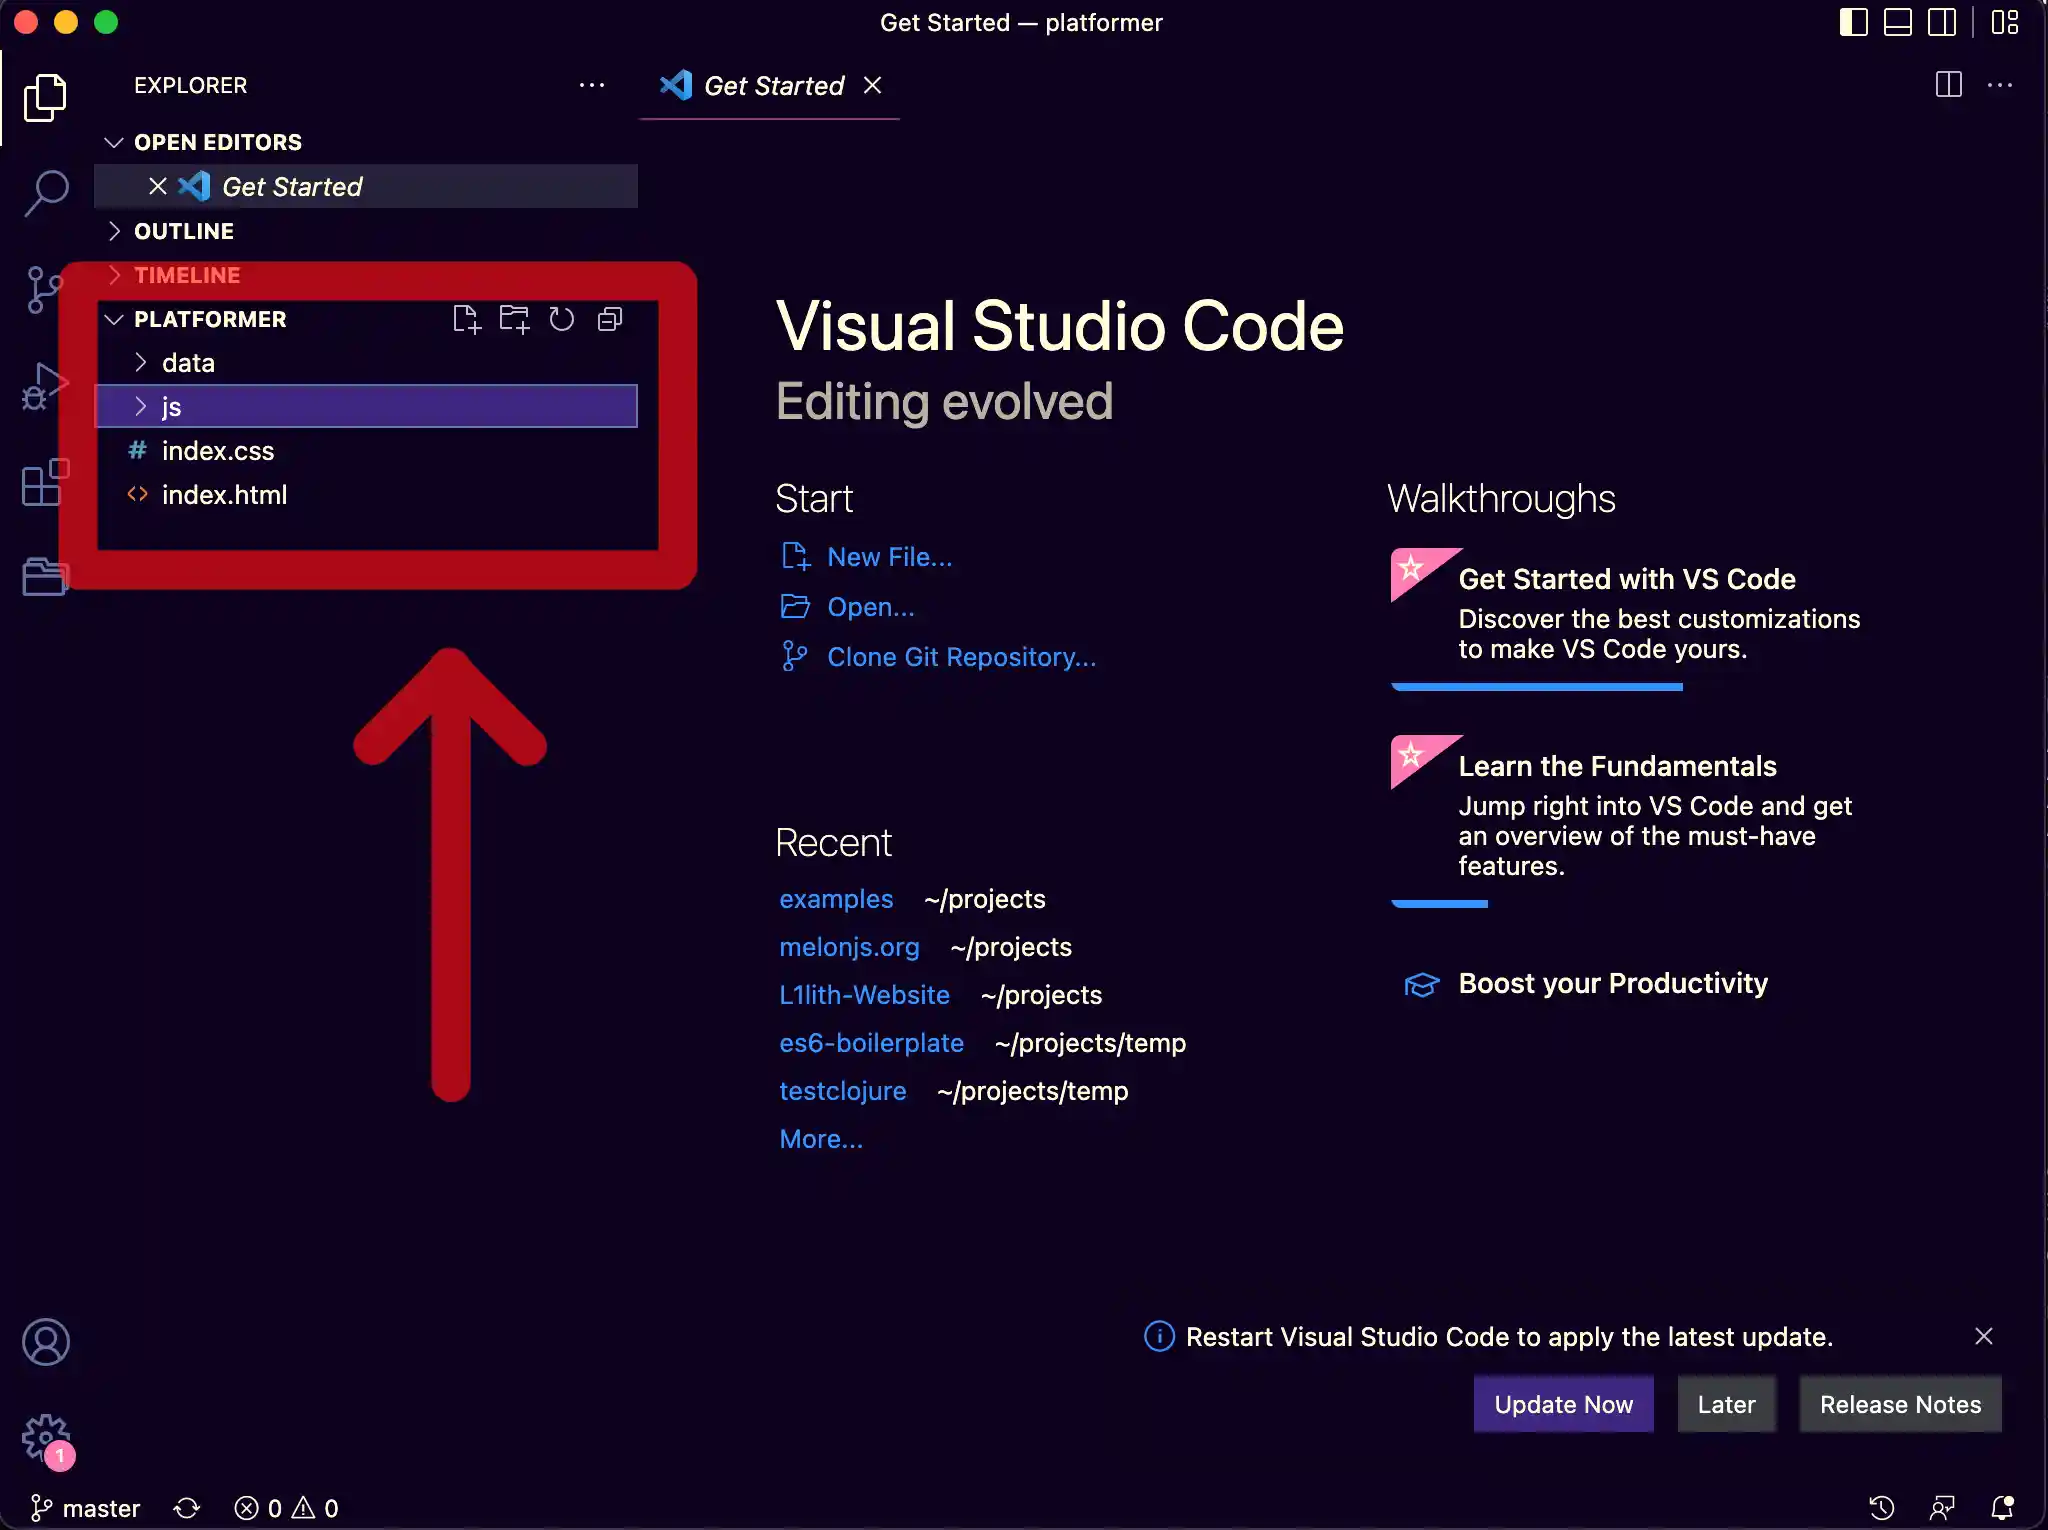 Get Started — platformer
EXPLORER
Get Started
OPEN EDITORS
Get Started
OUTLINE
TIMELINE
PLATFORMER
data
js
index.css
index.html
Visual Studio Code
Editing evolved
Start
New File...
Open...
Clone Git Repository...
Recent
examples ~/projects
melonjs.org ~/projects
L1lith-Website ~/projects
es6-boilerplate ~/projects/temp
testclojure ~/projects/temp
More...
Walkthroughs
Get Started with VS Code
Discover the best customizations
to make VS Code yours.
Learn the Fundamentals
Jump right into VS Code and get
an overview of the must-have
features.
Boost your Productivity
Restart Visual Studio Code to apply the latest update.
Update Now
Later
Release Notes
1
master
0
0